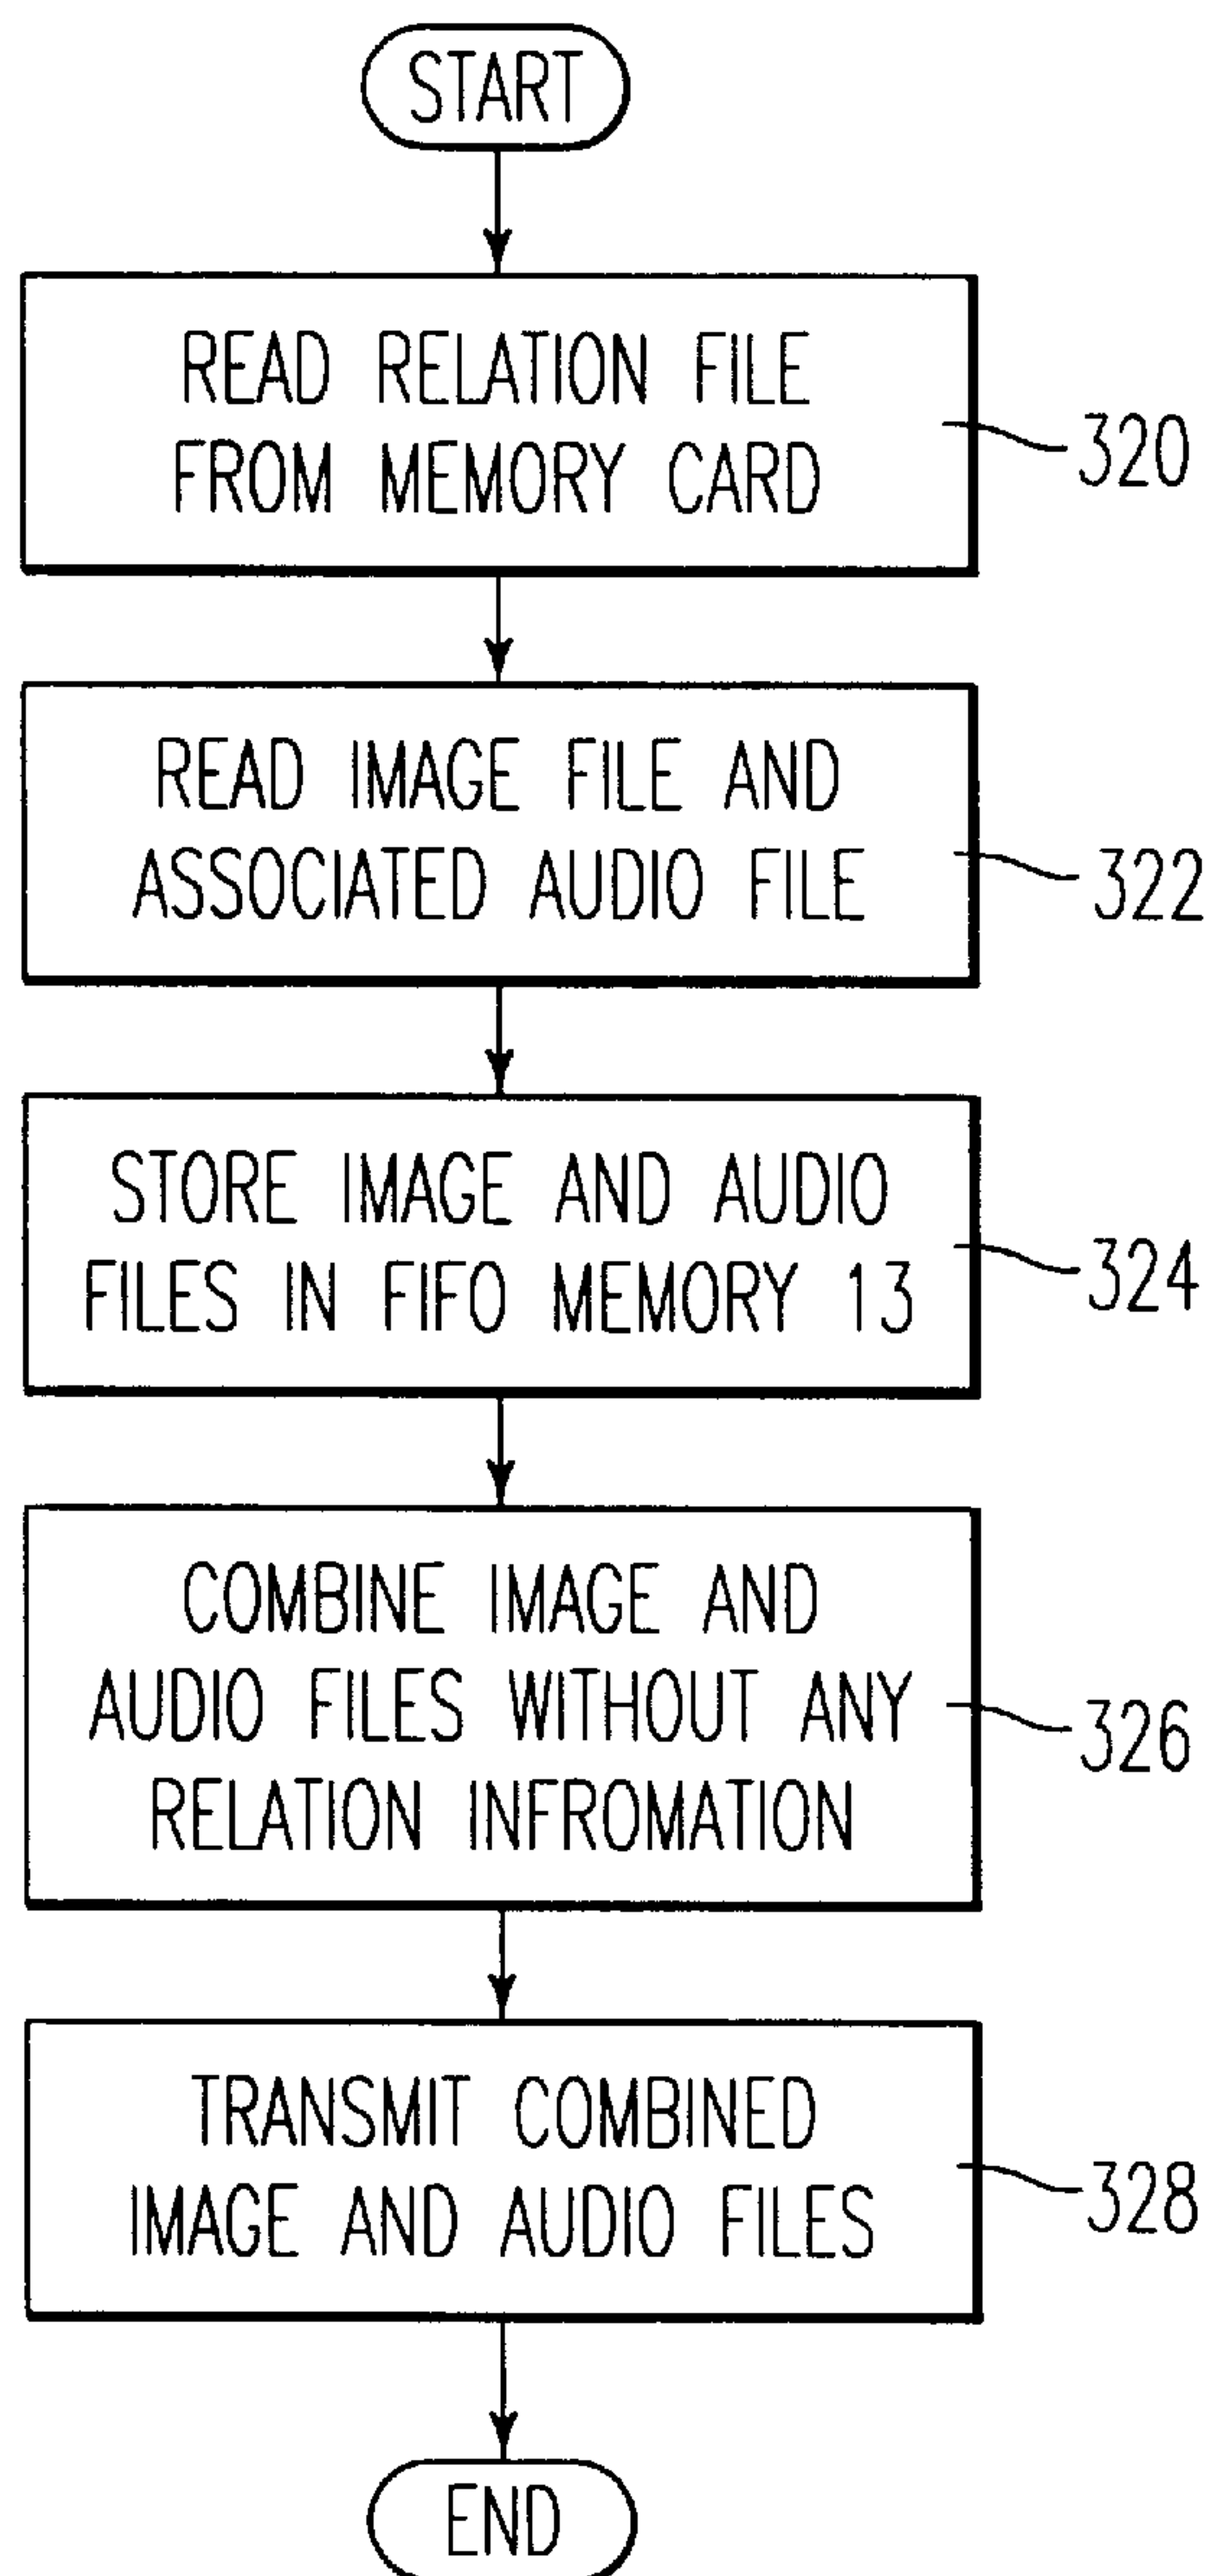 START
READ RELATION FILE
FROM MEMORY CARD
320
READ IMAGE FILE AND
ASSOCIATED AUDIO FILE
322
STORE IMAGE AND AUDIO
FILES IN FIFO MEMORY 13
324
COMBINE IMAGE AND
AUDIO FILES WITHOUT ANY
RELATION INFROMATION
326
TRANSMIT COMBINED
IMAGE AND AUDIO FILES
328
END